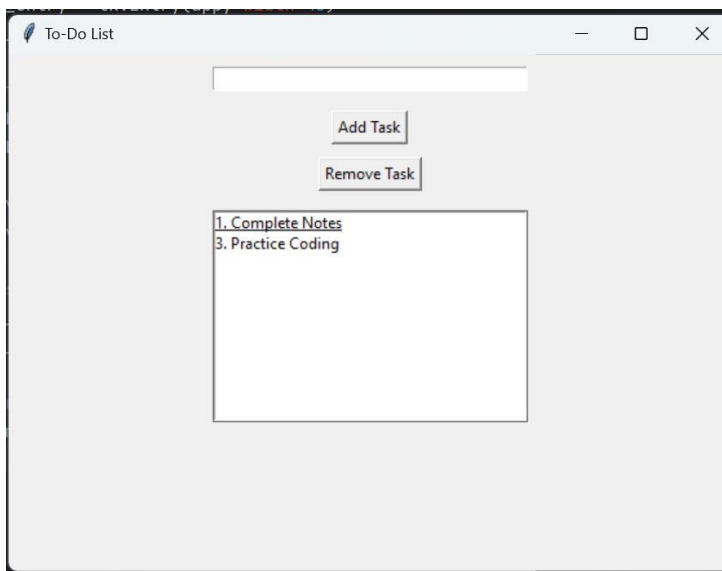 To-Do List
Add Task
Remove Task
1. Complete Notes
3. Practice Coding